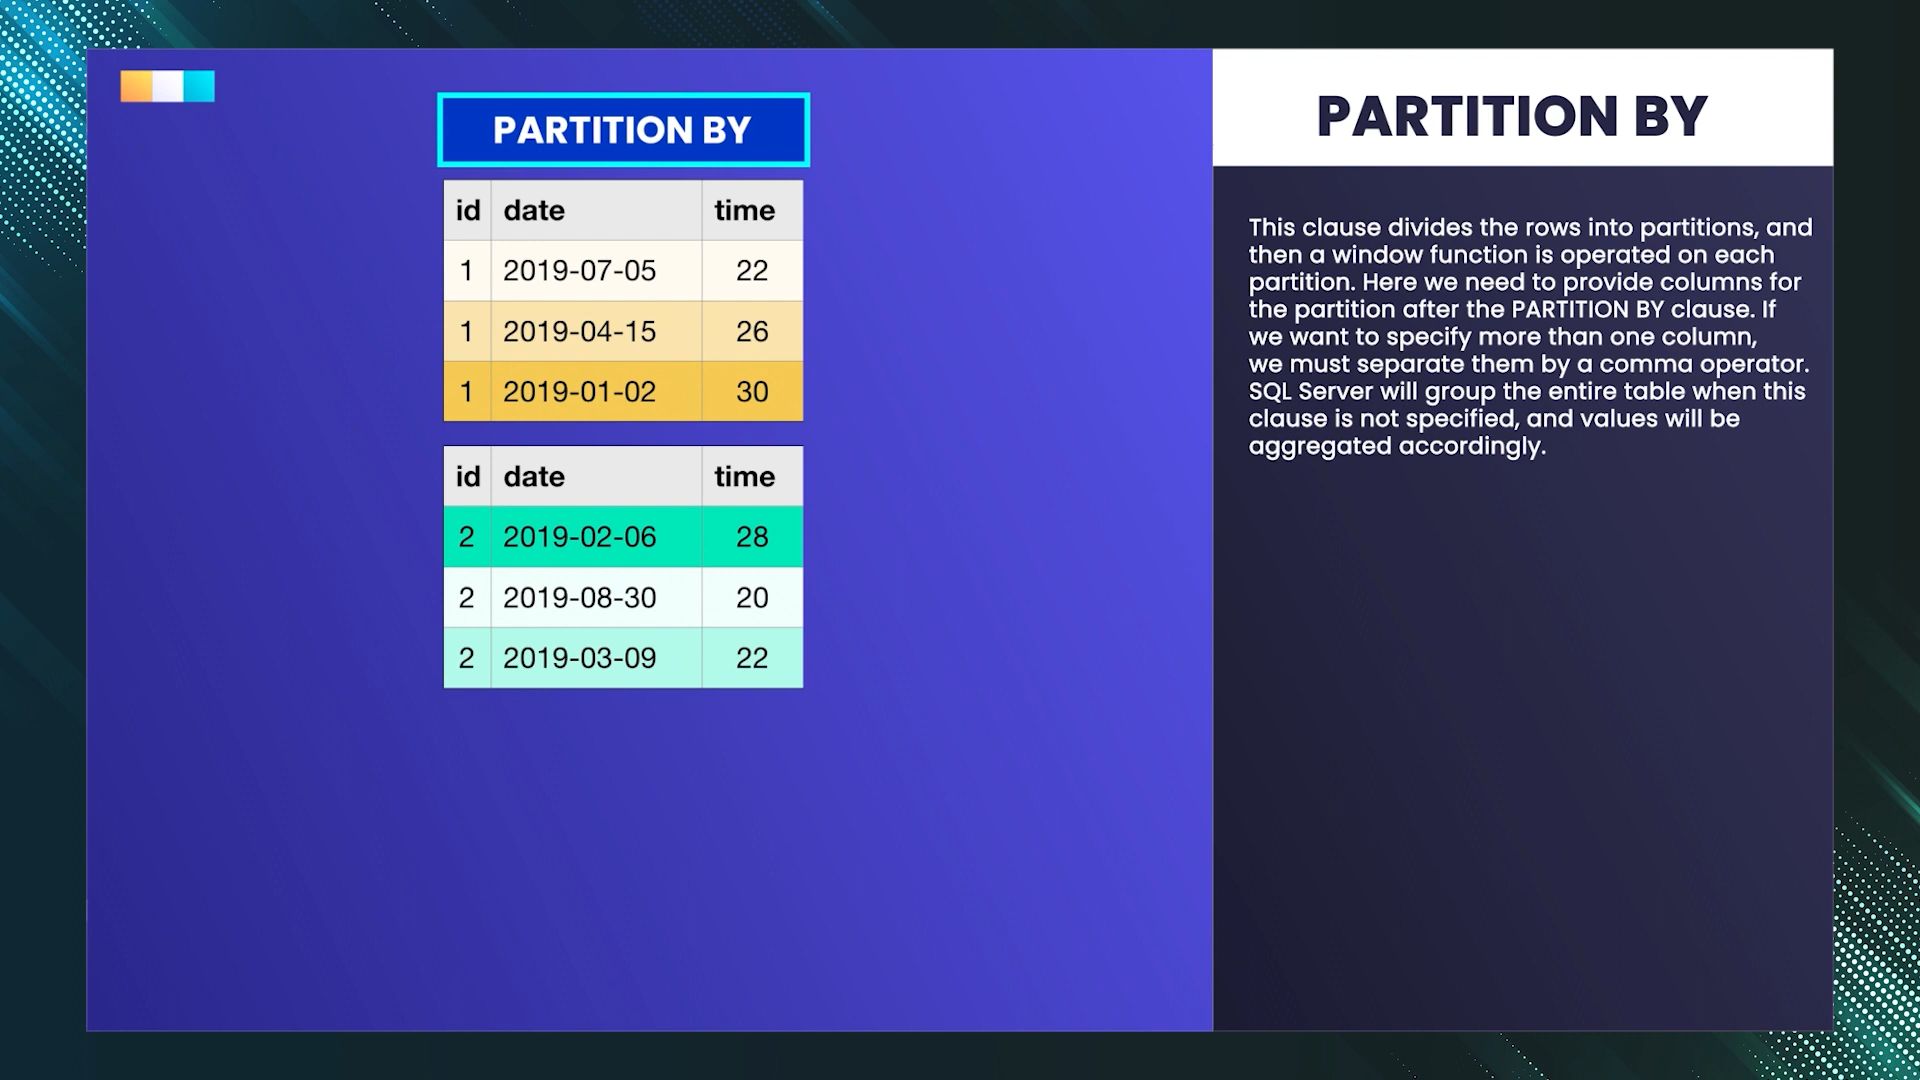 PARTITION BY
id date time
1 2019-07-05 22
1 2019-04-15 26
1 2019-01-02 30
id date time
2 2019-02-06 28
2 2019-08-30 20
2 2019-03-09 22
PARTITION BY
This clause divides the rows into partitions, and
then a window function is operated on each
partition. Here we need to provide columns for
the partition after the PARTITION BY clause. If
we want to specify more than one column,
we must separate them by a comma operator.
SQL Server will group the entire table when this
clause is not specified, and values will be
aggregated accordingly.